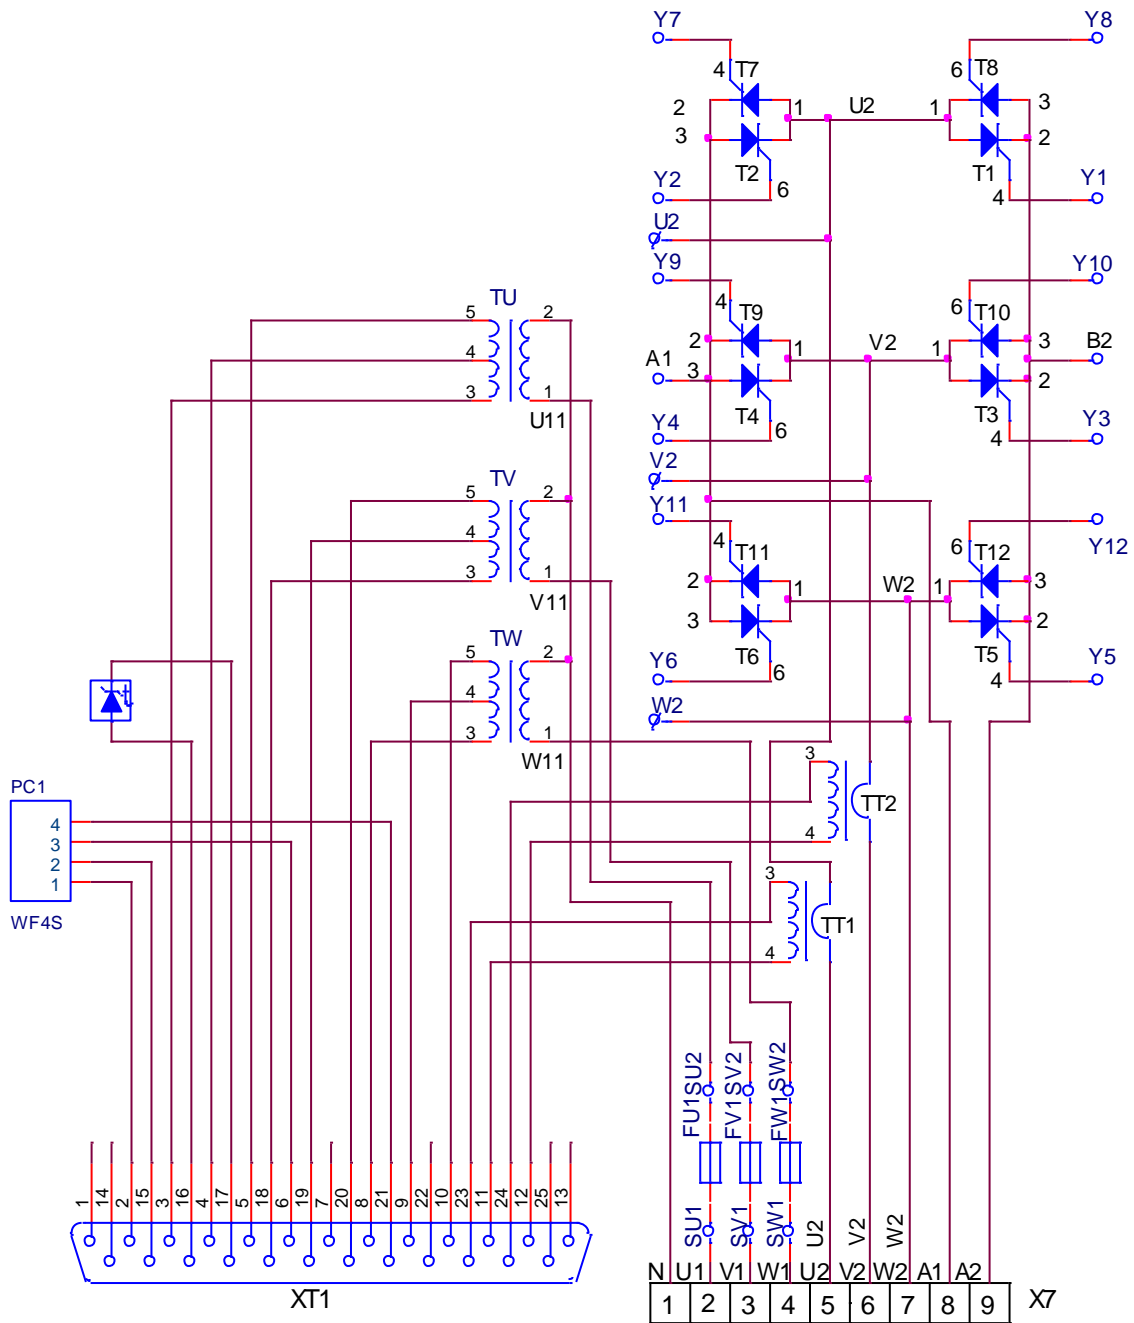 Y7 Y8
4 T7 6 T8
2 1 U2 1 3
3 2
T2 T1
Y2 6 4 Y1
U2
Y9 Y10
4 T9 6 T10
TU
5 2
2 1 V2 1 3 B2
4
A1 3 2
3 1
T4 T3
U11
Y4 6 4 Y3
V2
TV
5 2
Y11
4 T11 6 T12 Y12
4
3 1
2 1 W2 1 3
V11
3 2
TW
T6 T5
5 2
Y6 6 4 Y5
4
W2
3 1
W11
3
PC1
TT2
4
4
3
2
3
1
WF4S
TT1
4
SU2 SV2 SW2
FU1 FV1 FW1
1 14 2 15 3 16 4 17 5 18 6 19 7 20 8 21 9 22 10 23 11 24 12 25 13
SU1 SV1 SW1 U2 V2 W2
N U1 V1 W1 U2 V2 W2 A1 A2
XT1
1 2 3 4 5 6 7 8 9 X7